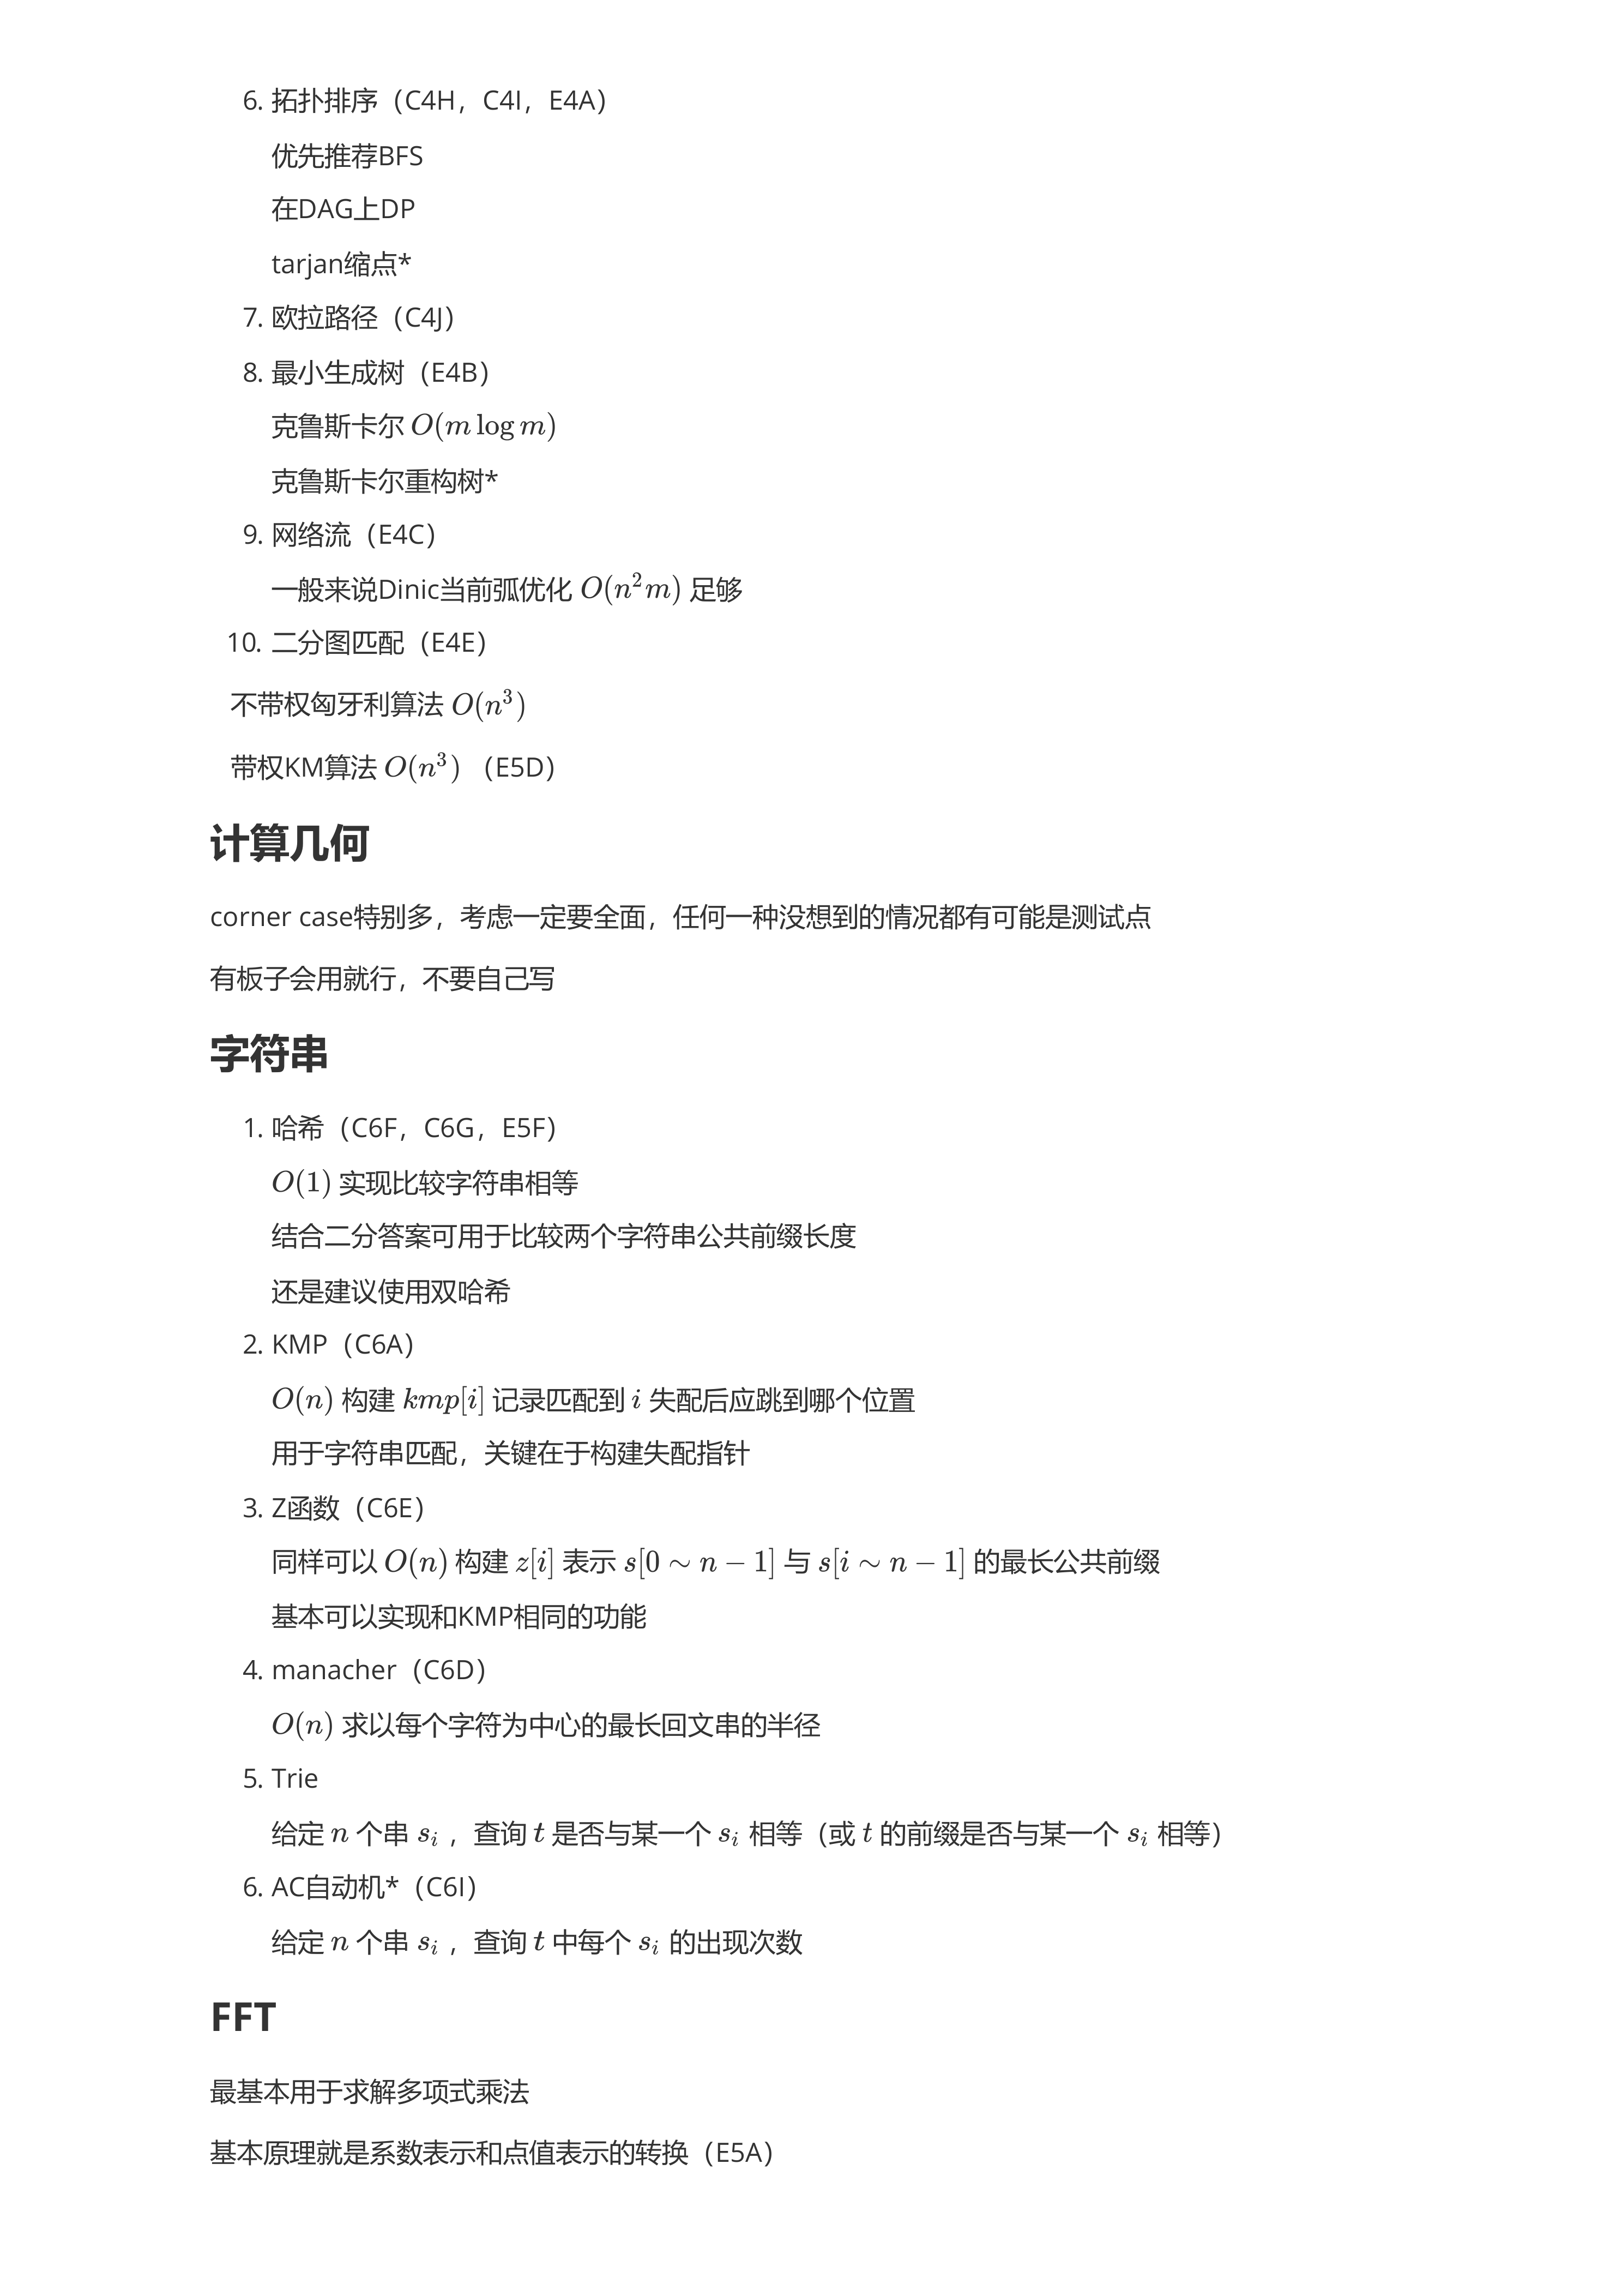 6. 拓扑排序（C4H，C4I，E4A）
优先推荐BFS
在DAG上DP
tarjan缩点*
7. 欧拉路径（C4J）
8. 最小生成树（E4B）
克鲁斯卡尔 O(m log m)
克鲁斯卡尔重构树*
9. 网络流（E4C）
一般来说Dinic当前弧优化 O(n²m) 足够
10. 二分图匹配（E4E）
不带权匈牙利算法 O(n³)
带权KM算法 O(n³) （E5D）
计算几何
corner case特别多，考虑一定要全面，任何一种没想到的情况都有可能是测试点
有板子会用就行，不要自己写
字符串
1. 哈希（C6F，C6G，E5F）
O(1) 实现比较字符串相等
结合二分答案可用于比较两个字符串公共前缀长度
还是建议使用双哈希
2. KMP（C6A）
O(n) 构建 kmp[i] 记录匹配到 i 失配后应跳到哪个位置
用于字符串匹配，关键在于构建失配指针
3. Z函数（C6E）
同样可以 O(n) 构建 z[i] 表示 s[0 ∼ n − 1] 与 s[i ∼ n − 1] 的最长公共前缀
基本可以实现和KMP相同的功能
4. manacher（C6D）
O(n) 求以每个字符为中心的最长回文串的半径
5. Trie
给定 n 个串 sᵢ ，查询 t 是否与某一个 sᵢ 相等（或 t 的前缀是否与某一个 sᵢ 相等）
6. AC自动机*（C6I）
给定 n 个串 sᵢ ，查询 t 中每个 sᵢ 的出现次数
FFT
最基本用于求解多项式乘法
基本原理就是系数表示和点值表示的转换（E5A）